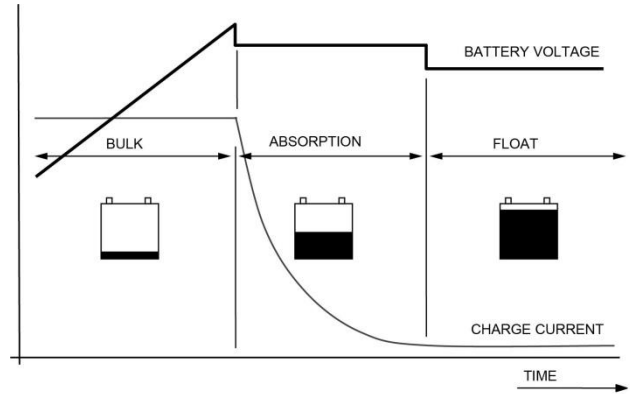 BATTERY VOLTAGE
BULK
ABSORPTION
FLOAT
CHARGE CURRENT
TIME